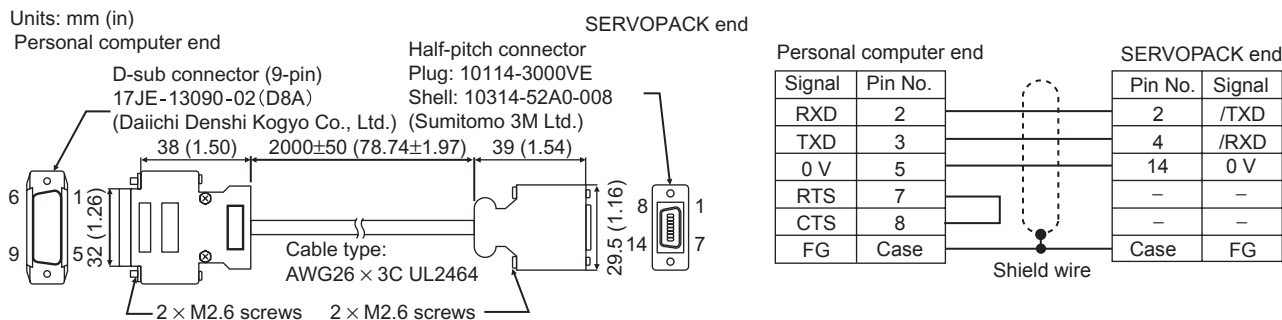 Units: mm (in)
Personal computer end
SERVOPACK end
D-sub connector (9-pin)
17JE-13090-02(D8A)
(Daiichi Denshi Kogyo Co., Ltd.)
Half-pitch connector
Plug: 10114-3000VE
Shell: 10314-52A0-008
(Sumitomo 3M Ltd.)
38 (1.50)
2000±50 (78.74±1.97)
39 (1.54)
6
1
9
5
32 (1.26)
Cable type:
AWG26 × 3C UL2464
29.5 (1.16)
8
1
14
7
2 × M2.6 screws
2 × M2.6 screws
Personal computer end
SERVOPACK end
Signal Pin No. Pin No. Signal
RXD 2 2 /TXD
TXD 3 4 /RXD
0 V 5 14 0 V
RTS 7 – –
CTS 8 – –
FG Case Case FG
Shield wire